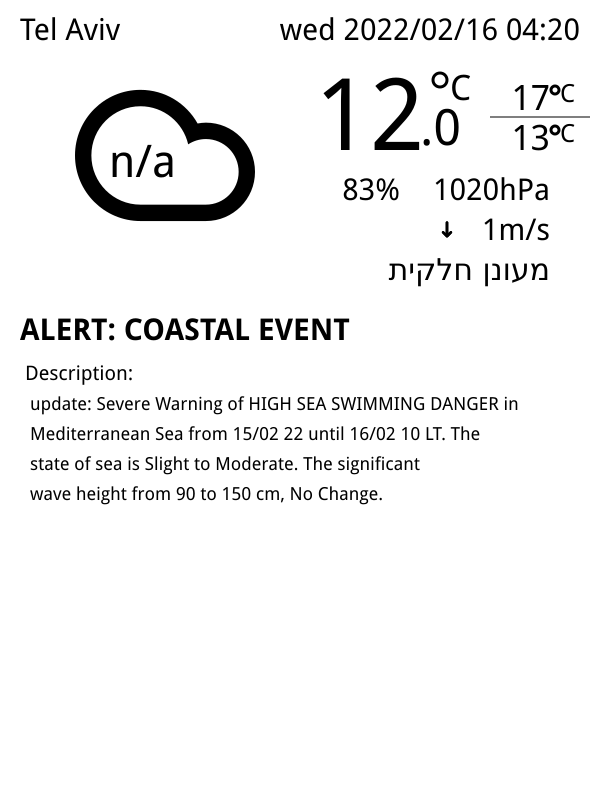 Tel Aviv wed 2022/02/16 04:20
n/a
12.0 °C
17°C
13°C
83% 1020hPa
↓ 1m/s
מעונן חלקית
ALERT: COASTAL EVENT
Description:
update: Severe Warning of HIGH SEA SWIMMING DANGER in
Mediterranean Sea from 15/02 22 until 16/02 10 LT. The
state of sea is Slight to Moderate. The significant
wave height from 90 to 150 cm, No Change.